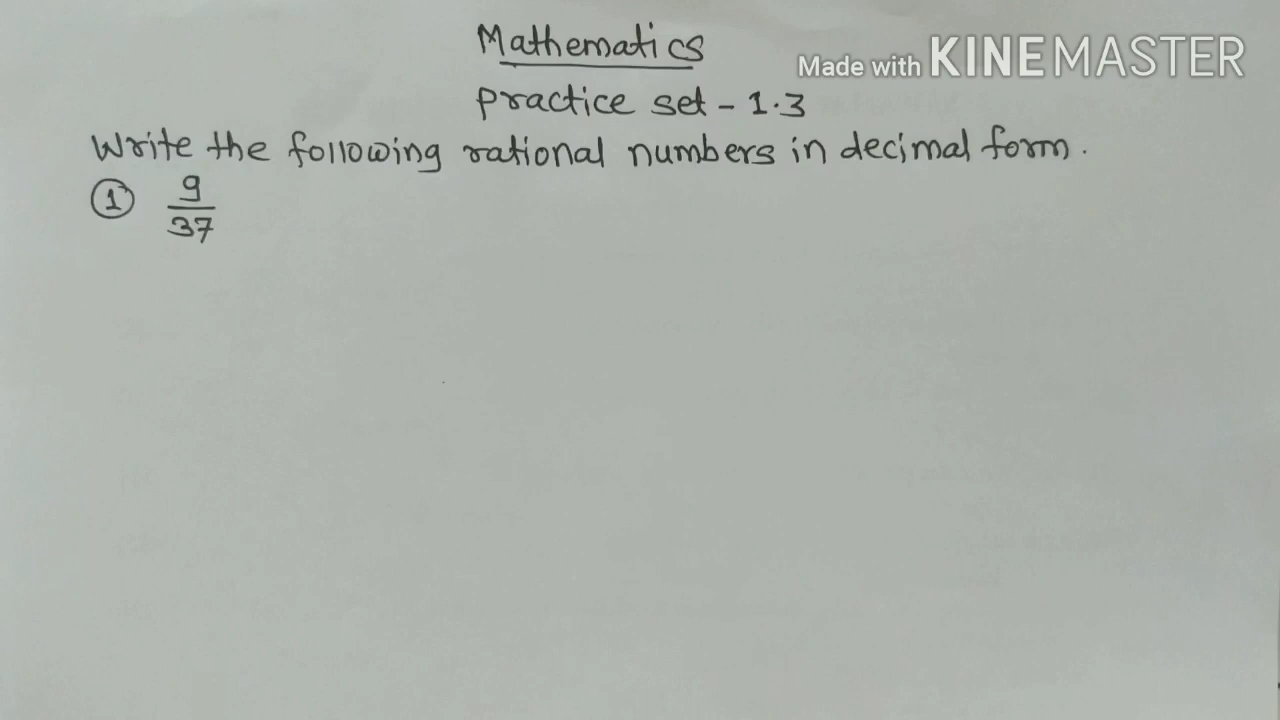 Mathematics
Made with KINEMASTER
practice set - 1.3
Write the following rational numbers in decimal form.
① 9/37